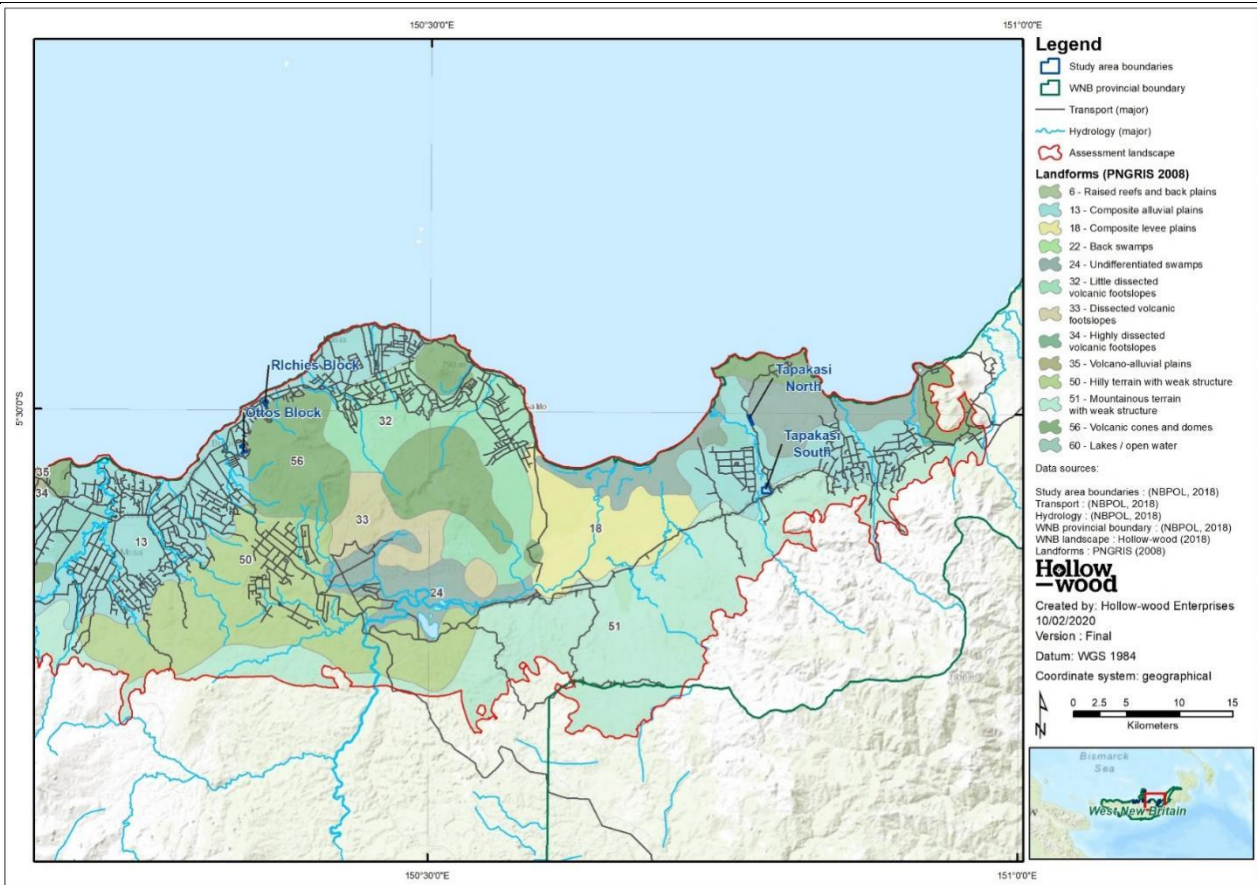 150°30'0"E
151°0'0"E
5°30'0"S
5°30'0"S
RIchies Block
Ottos Block
Tapakasi
North
Tapakasi
South
32
56
35
34
33
18
13
50
24
51
Legend
Study area boundaries
WNB provincial boundary
Transport (major)
Hydrology (major)
Assessment landscape
Landforms (PNGRIS 2008)
6 - Raised reefs and back plains
13 - Composite alluvial plains
18 - Composite levee plains
22 - Back swamps
24 - Undifferentiated swamps
32 - Little dissected
volcanic footslopes
33 - Dissected volcanic
footslopes
34 - Highly dissected
volcanic footslopes
35 - Volcano-alluvial plains
50 - Hilly terrain with weak structure
51 - Mountainous terrain
with weak structure
56 - Volcanic cones and domes
60 - Lakes / open water
Data sources:
Study area boundaries : (NBPOL, 2018)
Transport : (NBPOL, 2018)
Hydrology : (NBPOL, 2018)
WNB provincial boundary : (NBPOL, 2018)
WNB landscape : Hollow-wood (2018)
Landforms : PNGRIS (2008)
Hollow
–wood
Created by: Hollow-wood Enterprises
10/02/2020
Version : Final
Datum: WGS 1984
Coordinate system: geographical
N
0 2.5 5 10 15
Kilometers
Bismarck
Sea
West New Britain
150°30'0"E
151°0'0"E